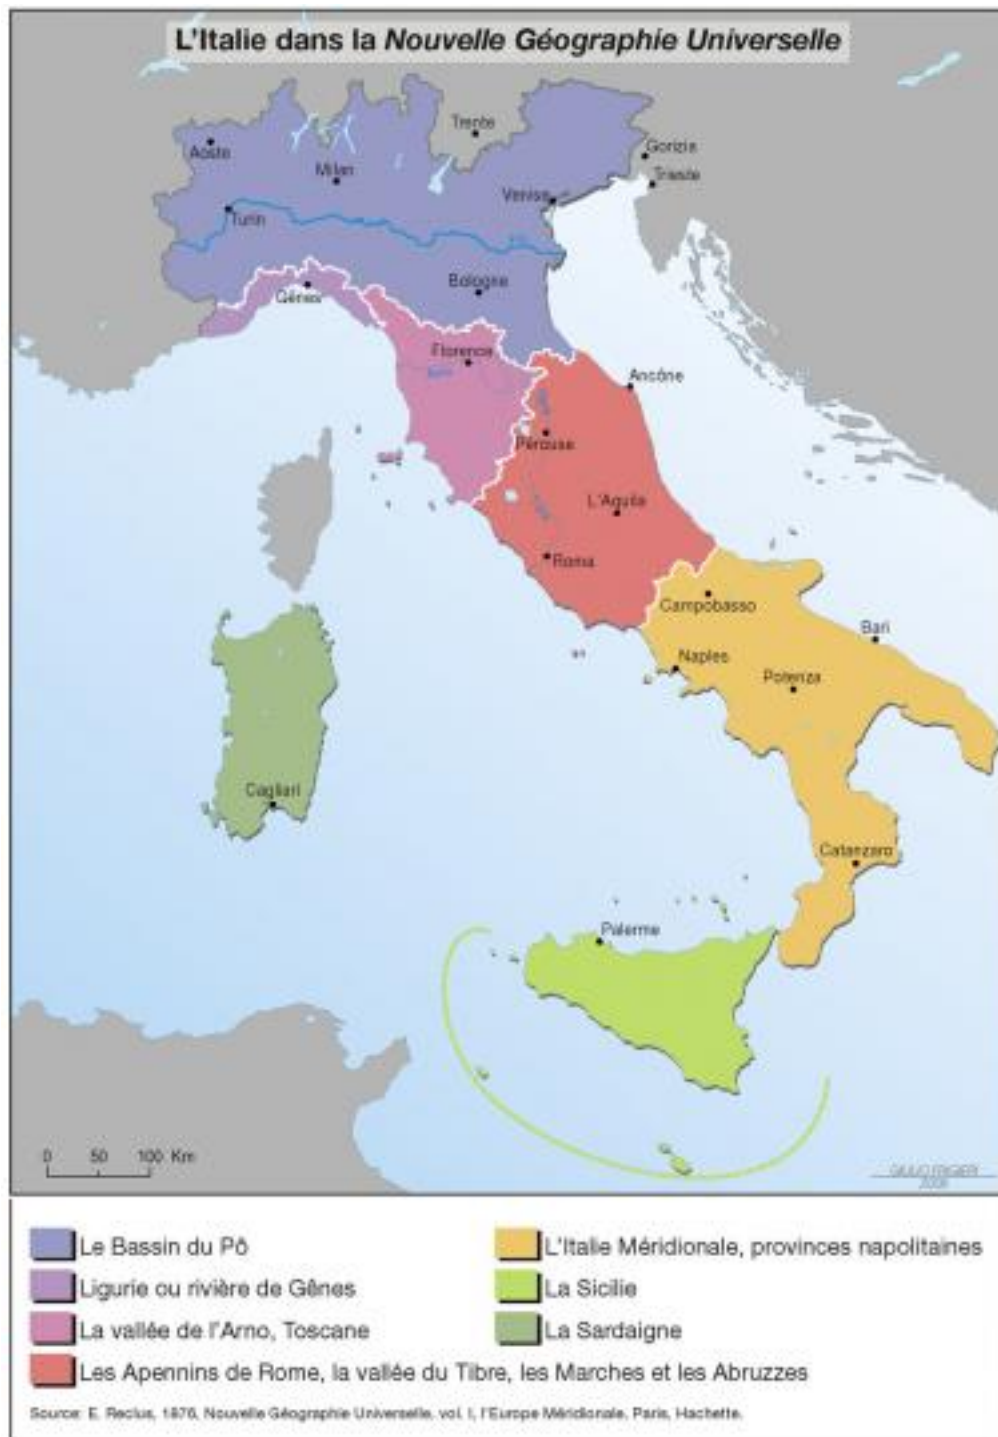 L'Italie dans la Nouvelle Géographie Universelle
Trente
Aoste
Gorizia
Milan
Trieste
Venise
Turin
Bologne
Gênes
Florence
Ancône
Pérouse
L'Aguila
Roma
Campobasso
Bari
Naples
Potenza
Cagliari
Catanzaro
Palerme
0 50 100 Km
GIULIO FRIGIERI
Le Bassin du Pô
Ligurie ou rivière de Gênes
La vallée de l'Arno, Toscane
Les Apennins de Rome, la vallée du Tibre, les Marches et les Abruzzes
L'Italie Méridionale, provinces napolitaines
La Sicilie
La Sardaigne
Source: E. Reclus, 1876, Nouvelle Géographie Universelle, vol. I, l'Europe Méridionale, Paris, Hachette.